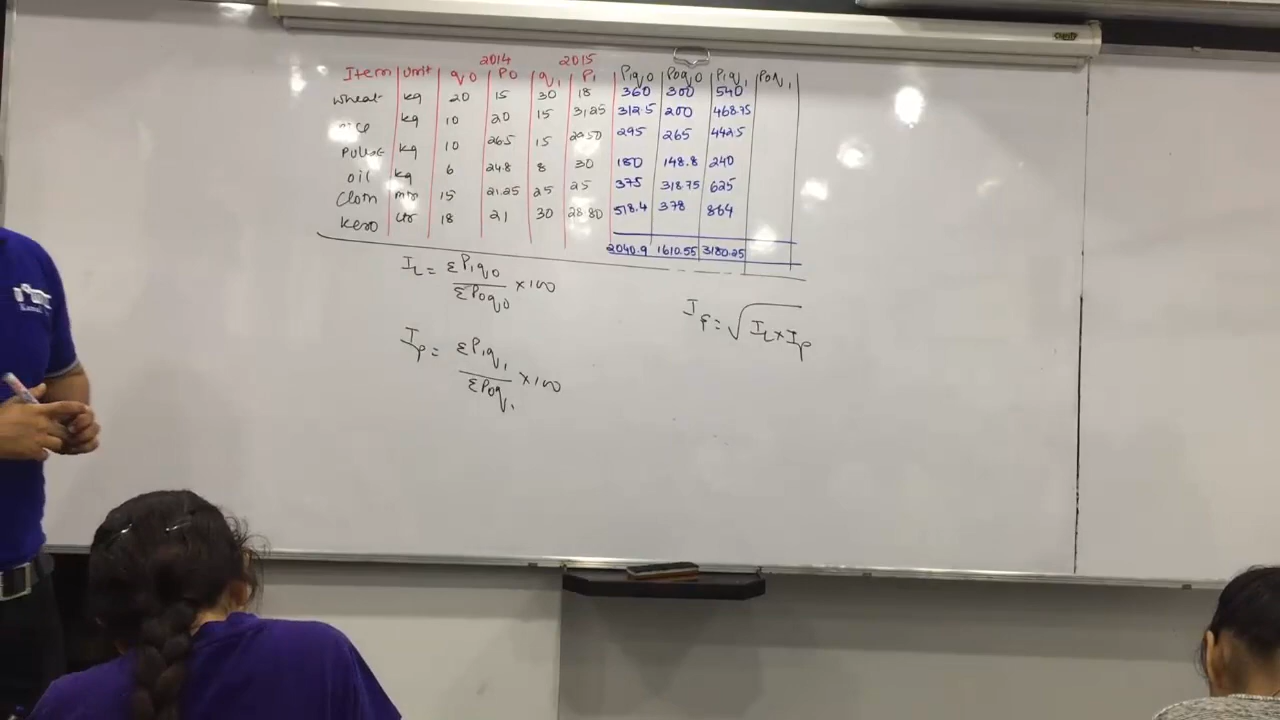 2014 2015
Item unit q0 P0 q1 P1 P1q0 P0q0 P1q1 P0q1
wheat kg 20 15 30 18 360 300 540
kg 10 20 15 31.25 312.5 200 468.75
Pulse kg 10 265 15 295 265 442.5
oil kg 6 24.8 8 30 180 148.8 240
Cloth mtr 15 21.25 25 25 375 318.75 625
Kero Ltr 18 21 30 28.80 518.4 378 864
2040.9 1610.55 3180.25
IL = ΣP1q0 / ΣP0q0 × 100
IP = ΣP1q1 / ΣP0q1 × 100
IF = √IL × IP